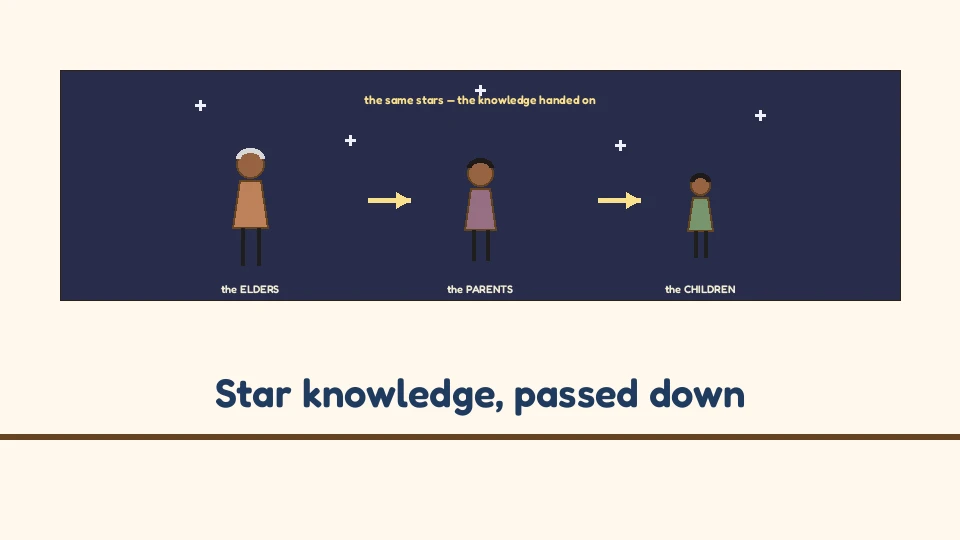 the same stars — the knowledge handed on
the ELDERS
the PARENTS
the CHILDREN
Star knowledge, passed down